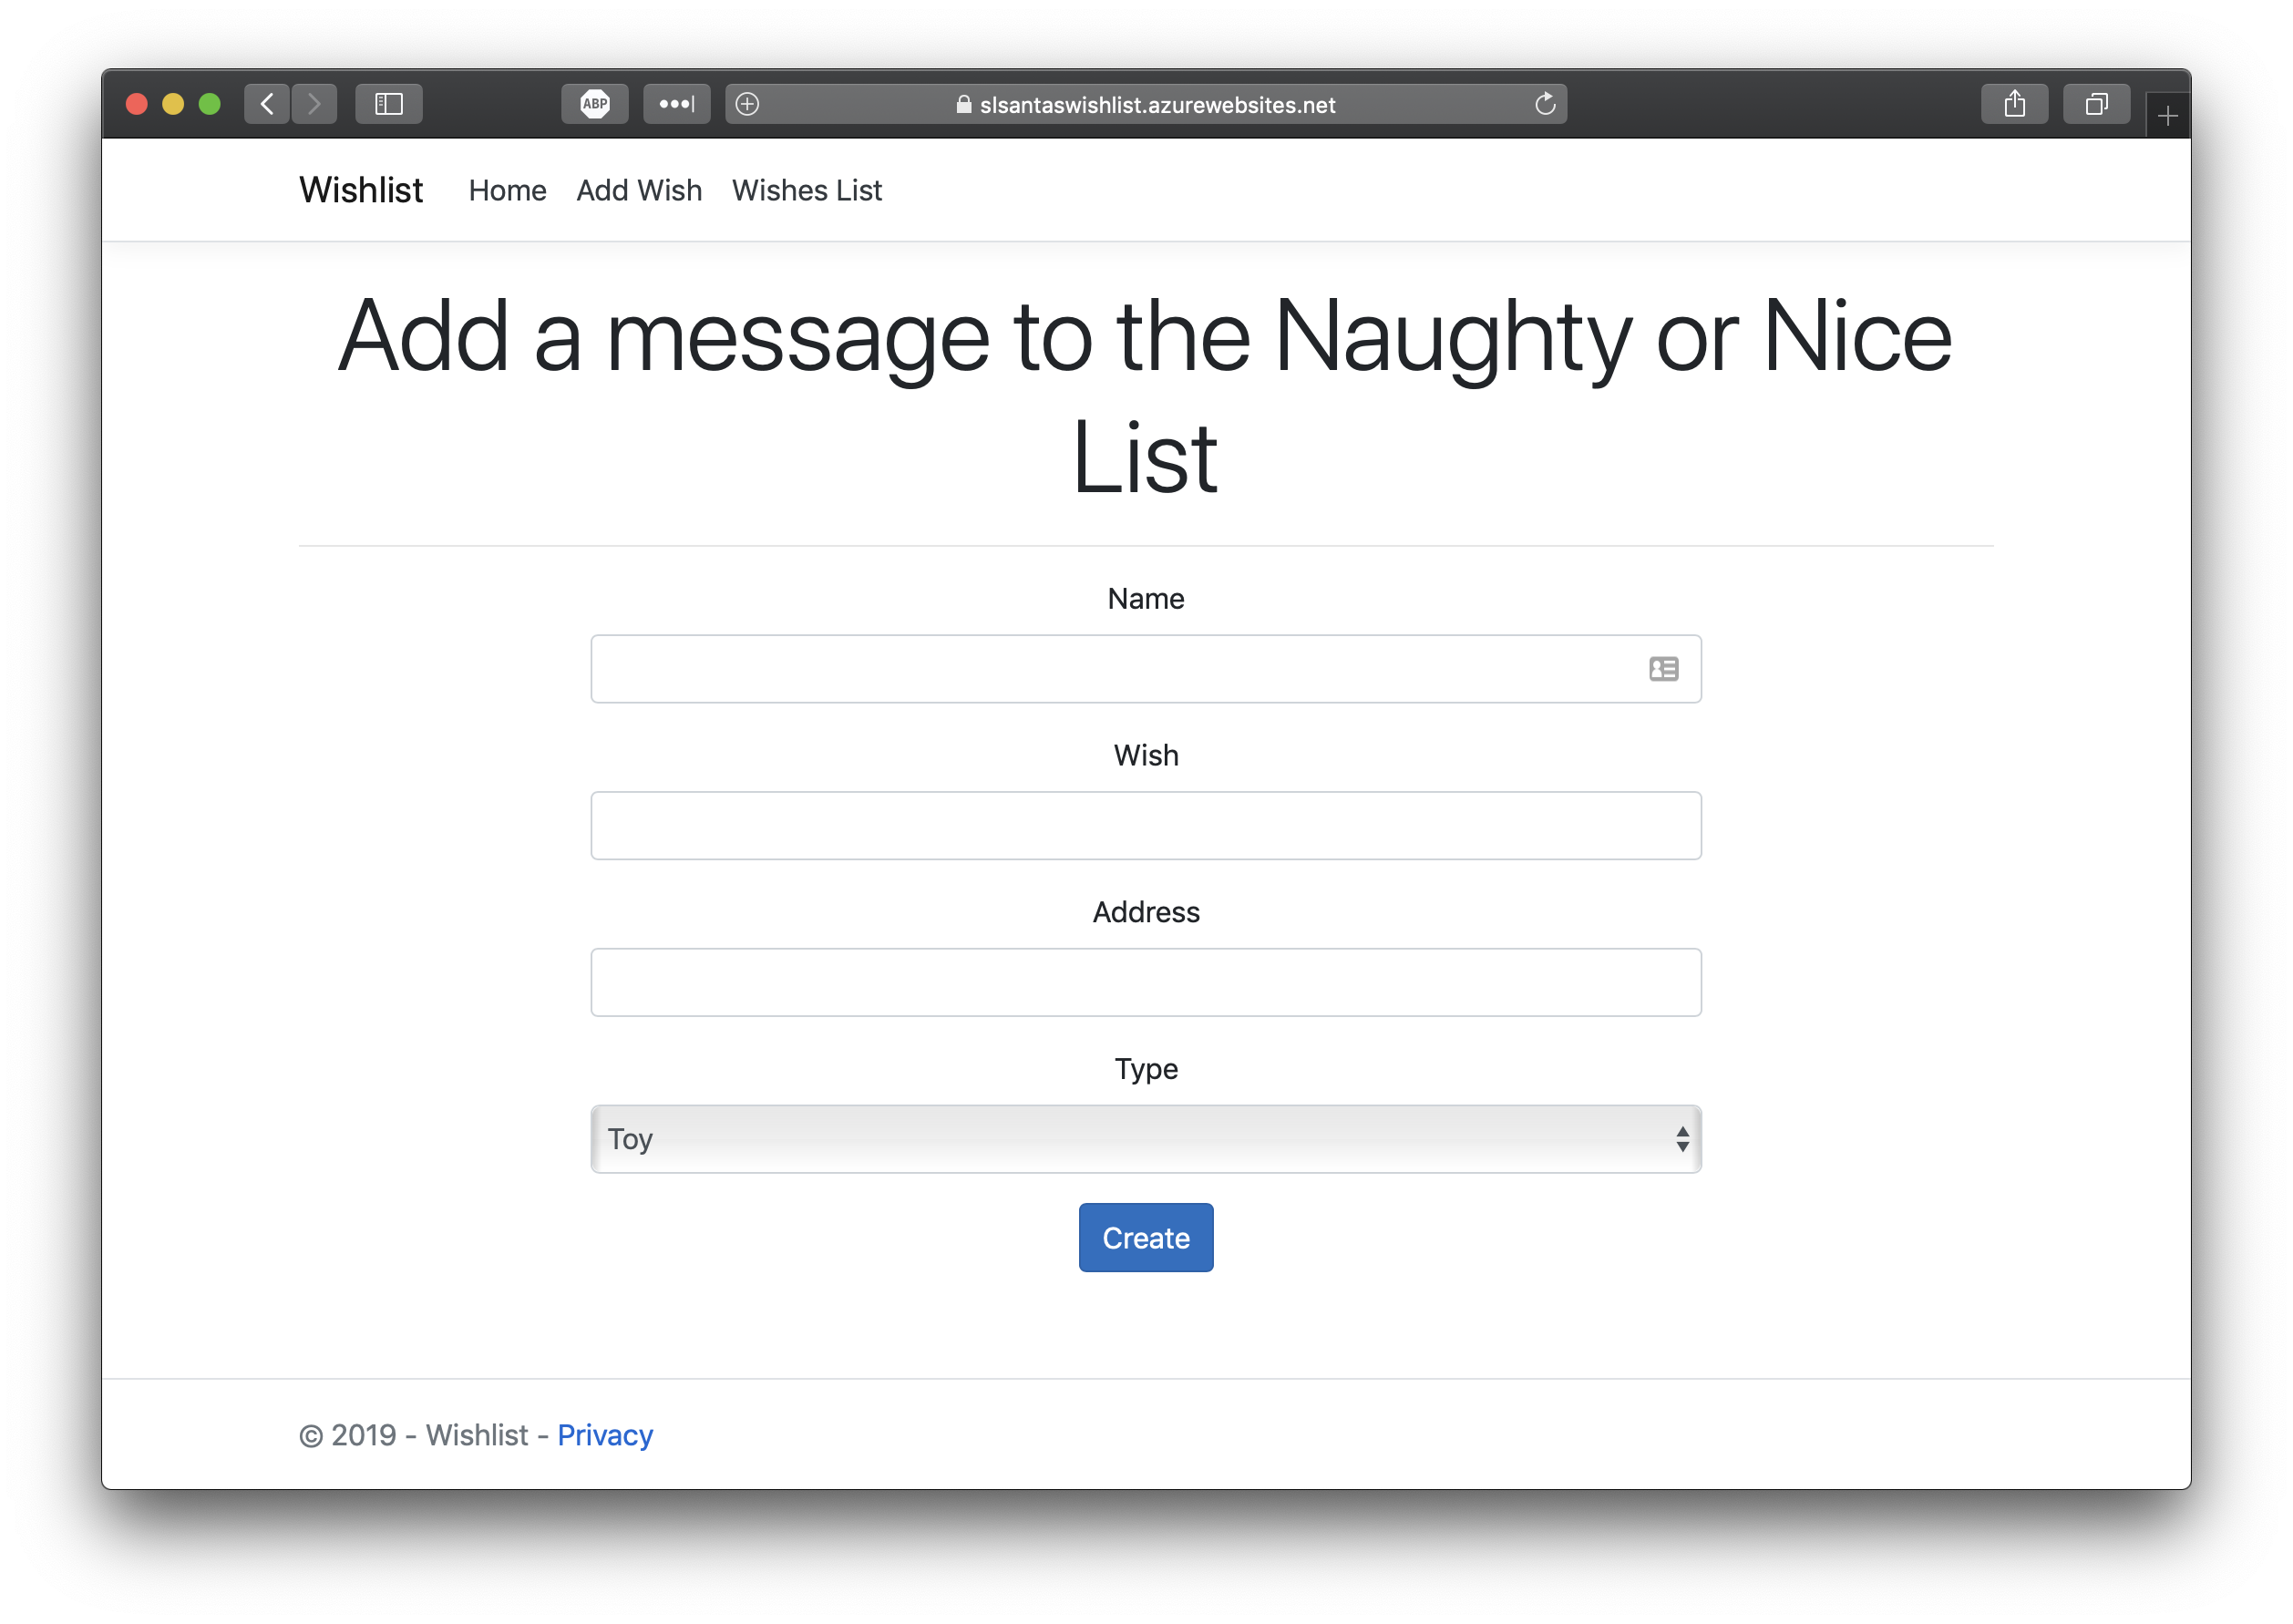 ABP
slsantaswishlist.azurewebsites.net
Wishlist Home Add Wish Wishes List
Add a message to the Naughty or Nice
List
Name
Wish
Address
Type
Toy
Create
© 2019 - Wishlist - Privacy